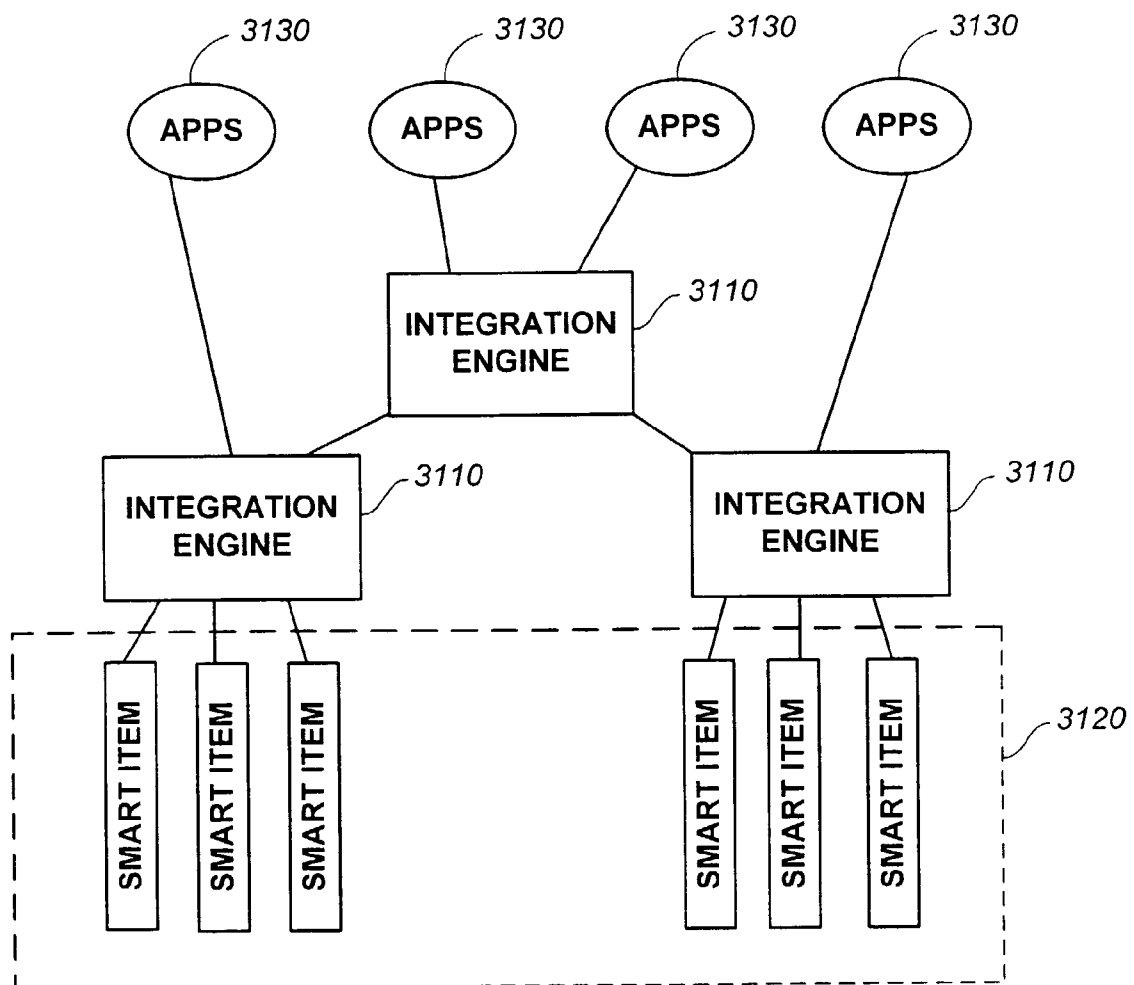 3130
3130
3130
3130
APPS
APPS
APPS
APPS
3110
INTEGRATION
ENGINE
3110
INTEGRATION
ENGINE
3110
INTEGRATION
ENGINE
SMART ITEM
SMART ITEM
SMART ITEM
SMART ITEM
SMART ITEM
SMART ITEM
3120